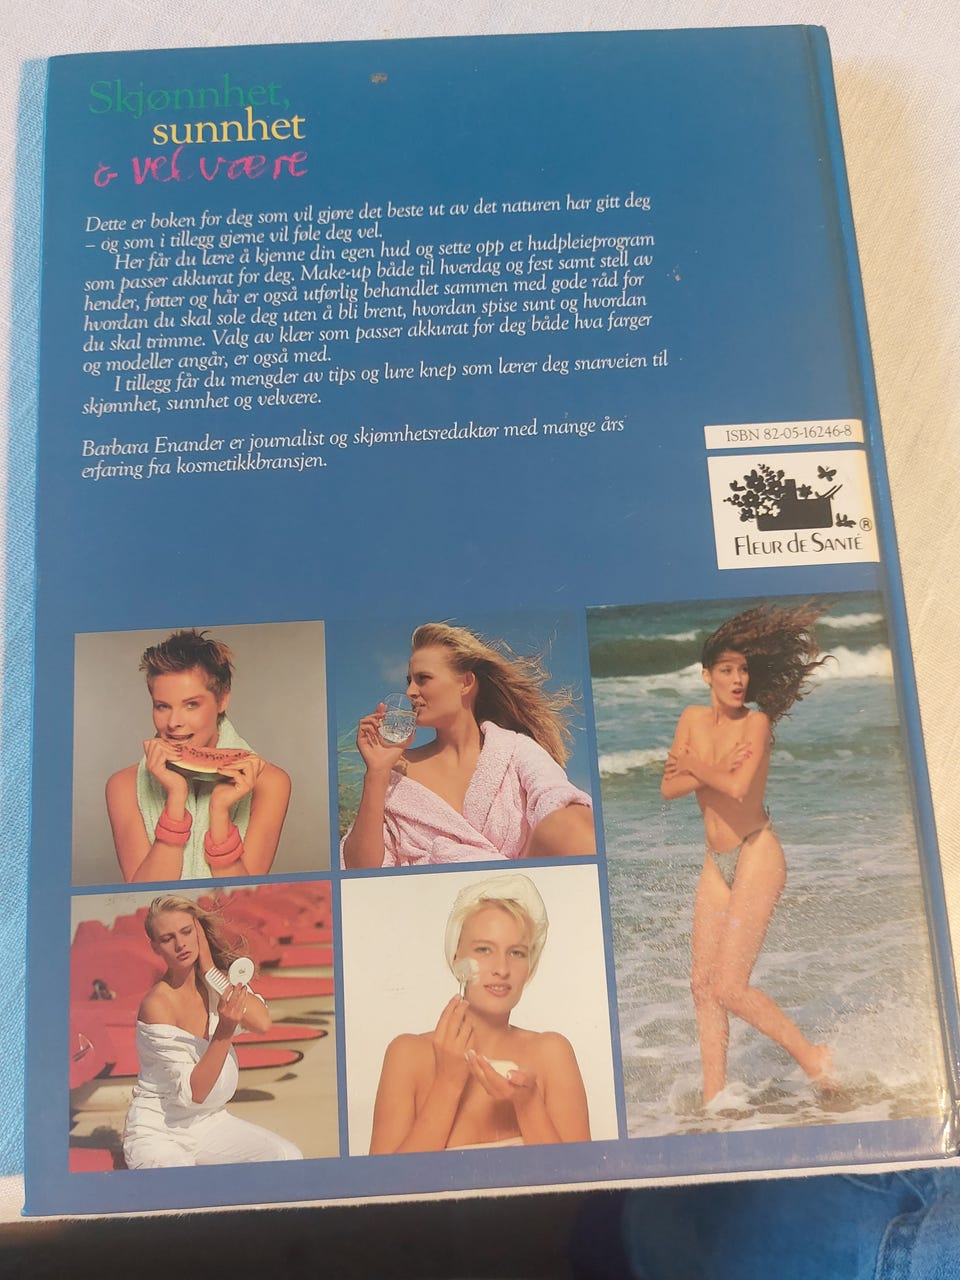 Skjønnhet,
sunnhet
& velvære
Dette er boken for deg som vil gjøre det beste ut av det naturen har gitt deg
– og som i tillegg gjerne vil føle deg vel.
Her får du lære å kjenne din egen hud og sette opp et hudpleieprogram
som passer akkurat for deg. Make-up både til hverdag og fest samt stell av
hender, føtter og hår er også utførlig behandlet sammen med gode råd for
hvordan du skal sole deg uten å bli brent, hvordan spise sunt og hvordan
du skal trimme. Valg av klær som passer akkurat for deg både hva farger
og modeller angår, er også med.
I tillegg får du mengder av tips og lure knep som lærer deg snarveien til
skjønnhet, sunnhet og velvære.
Barbara Enander er journalist og skjønnhetsredaktør med mange års
erfaring fra kosmetikkbransjen.
ISBN 82-05-16246-8
®
FLEUR de SANTÉ